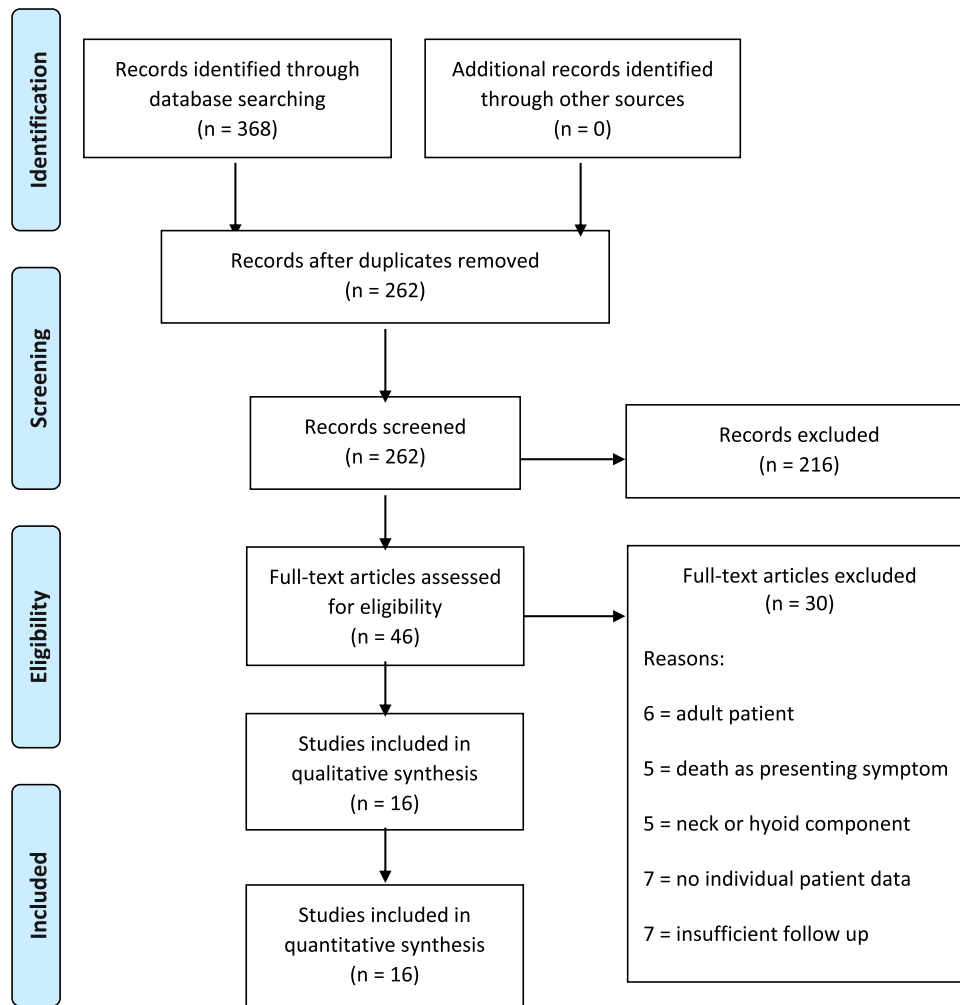 Identification
Records identified through
database searching
(n = 368)
Additional records identified
through other sources
(n = 0)
Records after duplicates removed
(n = 262)
Screening
Records screened
(n = 262)
Records excluded
(n = 216)
Eligibility
Full-text articles assessed
for eligibility
(n = 46)
Full-text articles excluded
(n = 30)
Reasons:
6 = adult patient
5 = death as presenting symptom
5 = neck or hyoid component
7 = no individual patient data
7 = insufficient follow up
Studies included in
qualitative synthesis
(n = 16)
Included
Studies included in
quantitative synthesis
(n = 16)